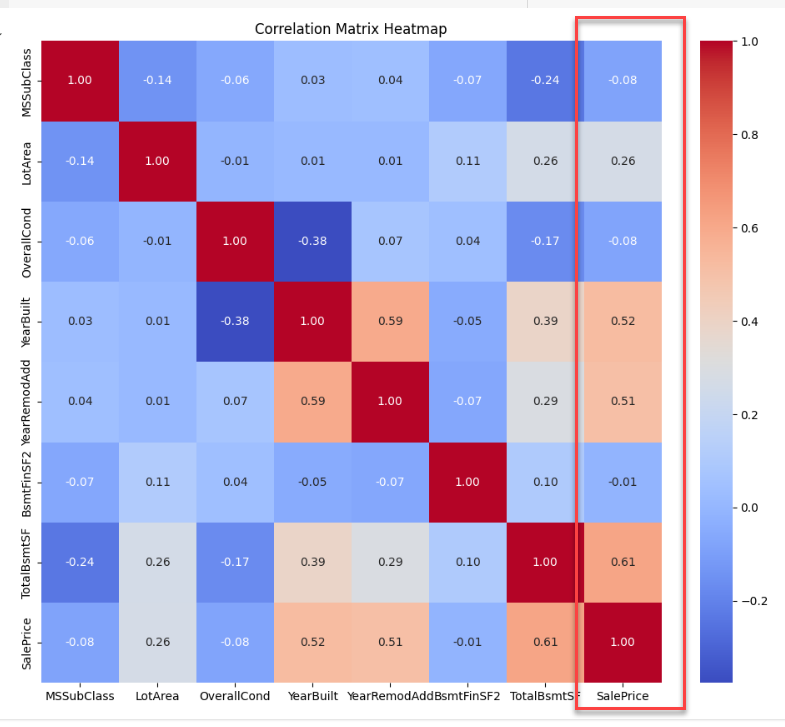 Correlation Matrix Heatmap
MSSubClass 1.00 -0.14 -0.06 0.03 0.04 -0.07 -0.24 -0.08
LotArea -0.14 1.00 -0.01 0.01 0.01 0.11 0.26 0.26
OverallCond -0.06 -0.01 1.00 -0.38 0.07 0.04 -0.17 -0.08
YearBuilt 0.03 0.01 -0.38 1.00 0.59 -0.05 0.39 0.52
YearRemodAdd 0.04 0.01 0.07 0.59 1.00 -0.07 0.29 0.51
BsmtFinSF2 -0.07 0.11 0.04 -0.05 -0.07 1.00 0.10 -0.01
TotalBsmtSF -0.24 0.26 -0.17 0.39 0.29 0.10 1.00 0.61
SalePrice -0.08 0.26 -0.08 0.52 0.51 -0.01 0.61 1.00
MSSubClass LotArea OverallCond YearBuilt YearRemodAdd BsmtFinSF2 TotalBsmtSF SalePrice
1.0
0.8
0.6
0.4
0.2
0.0
−0.2